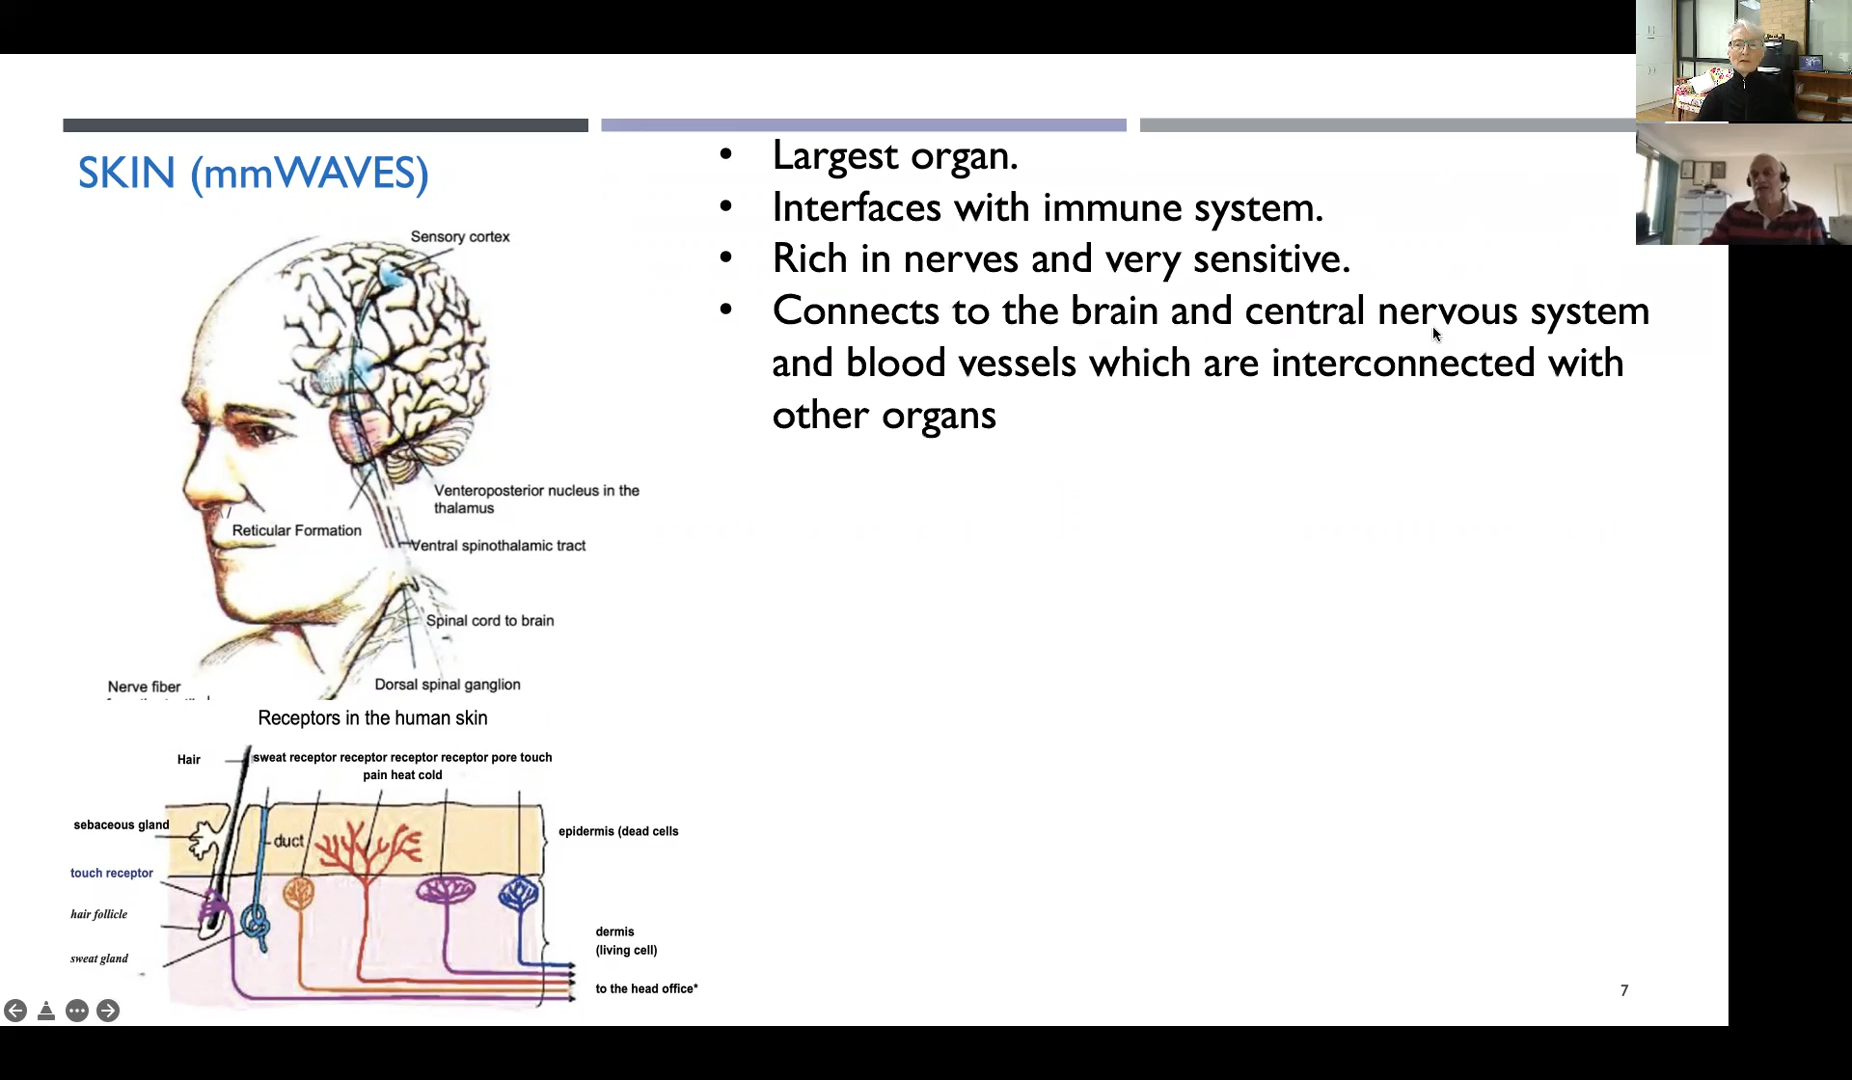 SKIN (mmWAVES)
• Largest organ.
• Interfaces with immune system.
• Rich in nerves and very sensitive.
• Connects to the brain and central nervous system
and blood vessels which are interconnected with
other organs
Sensory cortex
Venteroposterior nucleus in the
thalamus
Reticular Formation
Ventral spinothalamic tract
Spinal cord to brain
Dorsal spinal ganglion
Nerve fiber
Receptors in the human skin
Hair
sweat receptor receptor receptor receptor pore touch
pain heat cold
sebaceous gland
duct
epidermis (dead cells
touch receptor
hair follicle
sweat gland
dermis
(living cell)
to the head office*
7